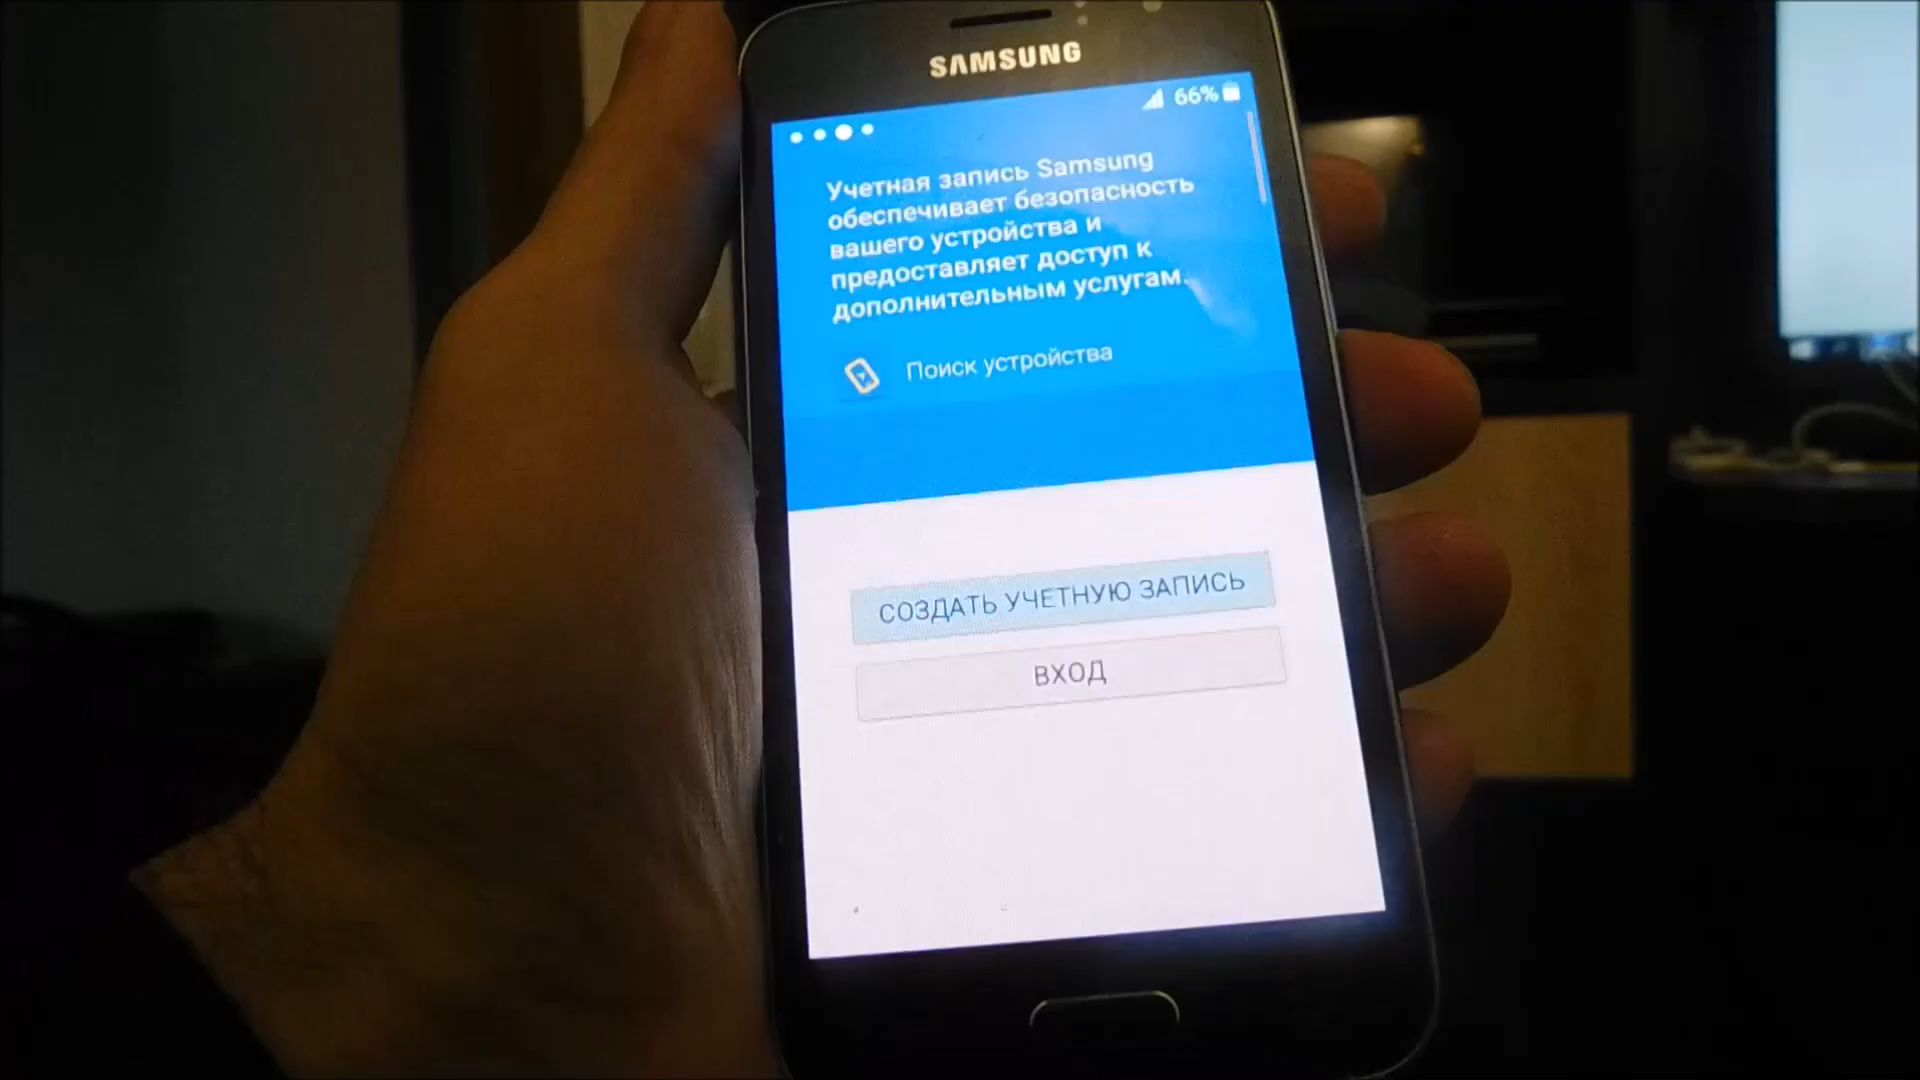 SAMSUNG
66%
Учетная запись Samsung
обеспечивает безопасность
вашего устройства и
предоставляет доступ к
дополнительным услугам.
Поиск устройства
СОЗДАТЬ УЧЕТНУЮ ЗАПИСЬ
ВХОД